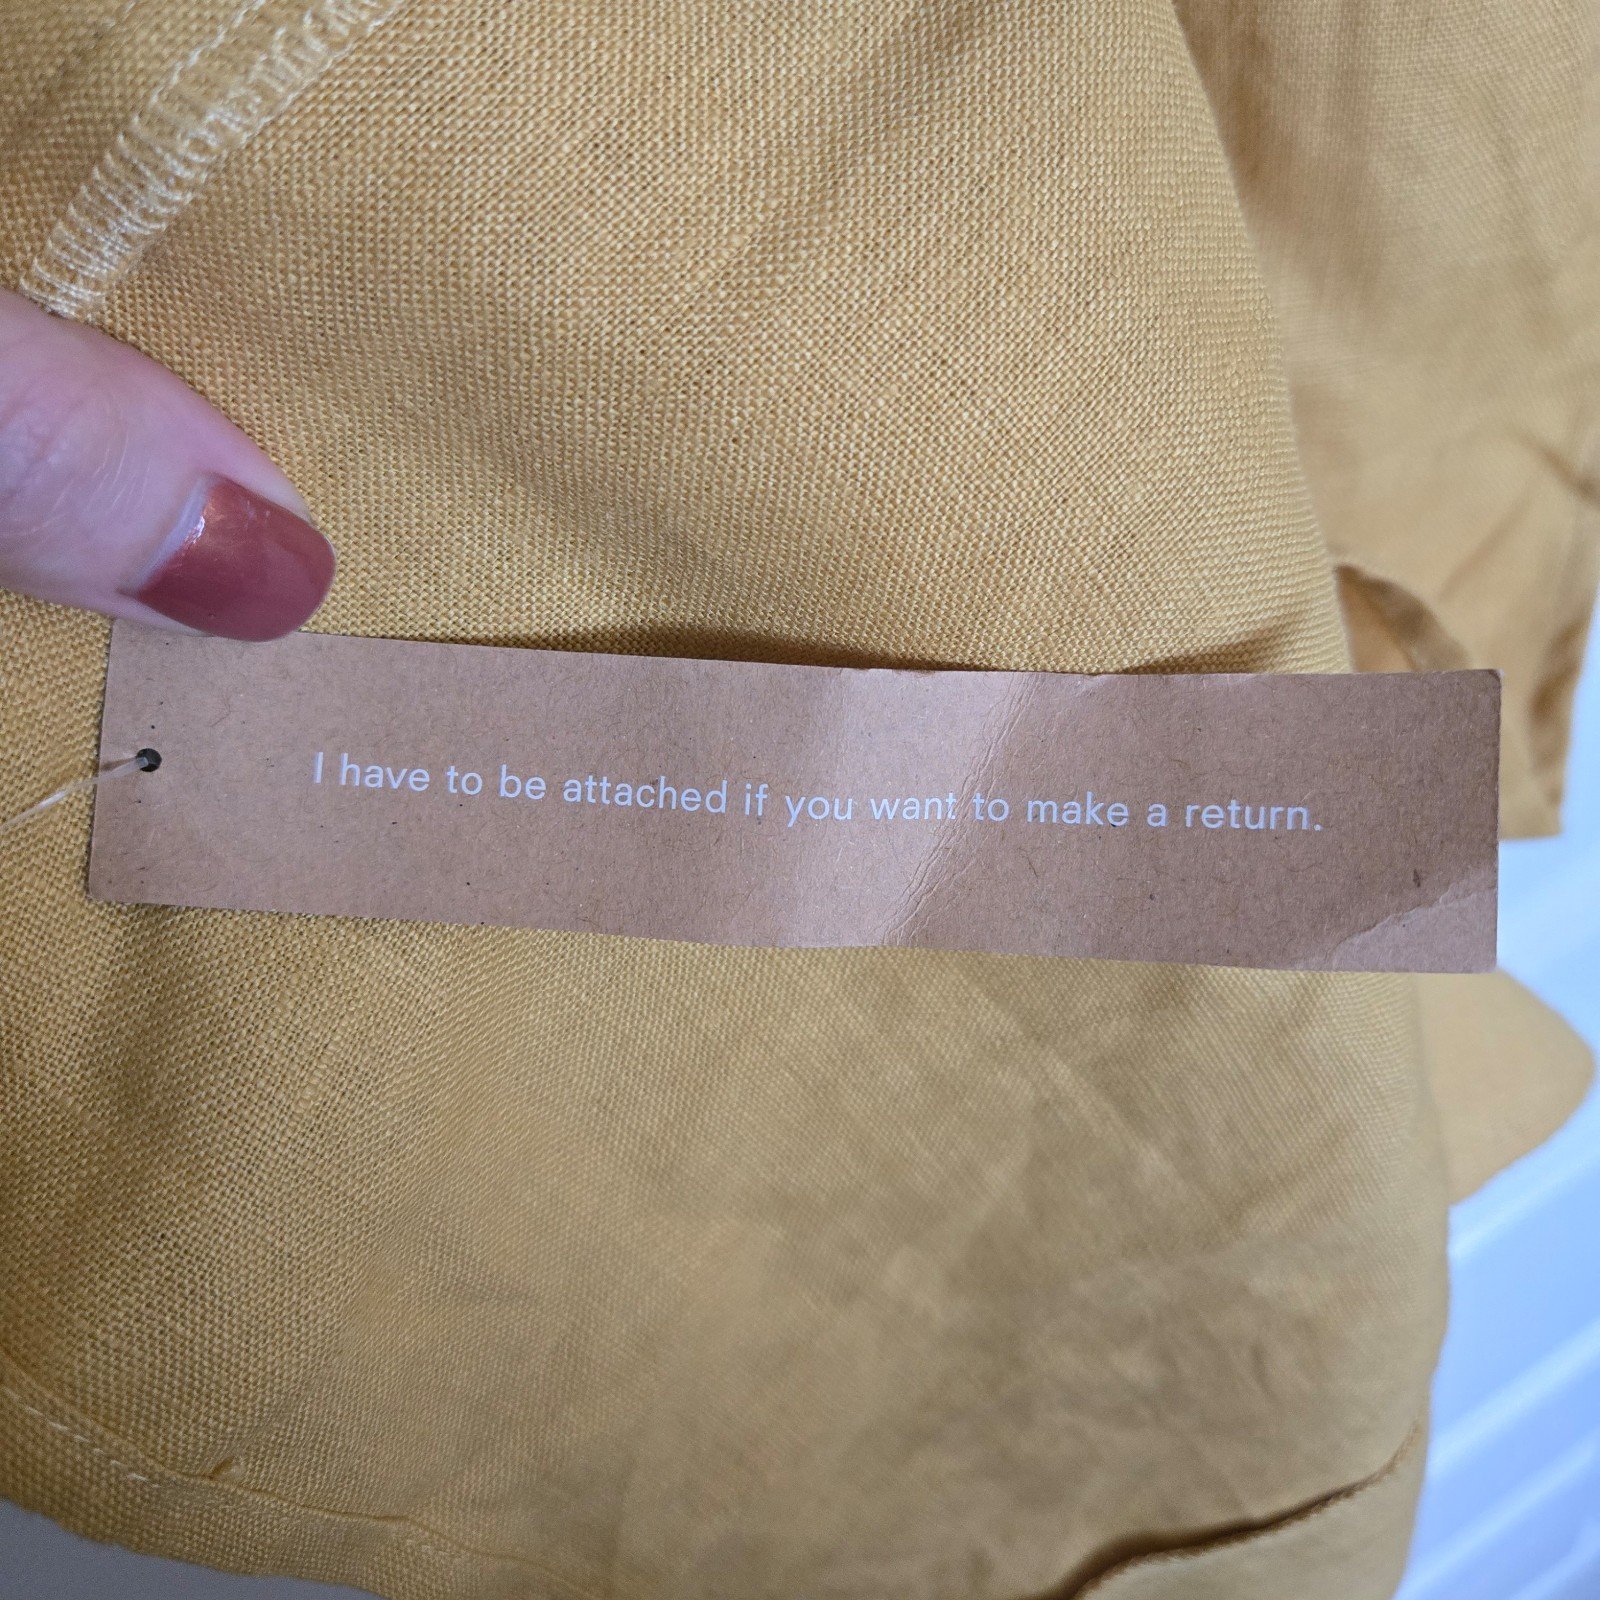 I have to be attached if you want to make a return.